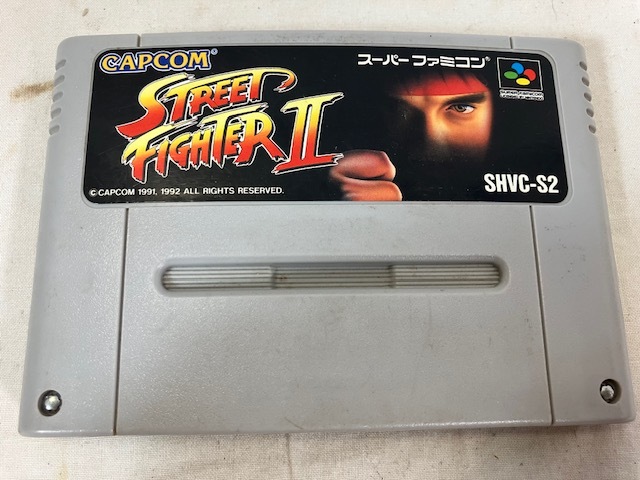 CAPCOM
スーパーファミコン
STREET
FIGHTER II
© CAPCOM 1991, 1992 ALL RIGHTS RESERVED.
SHVC-S2